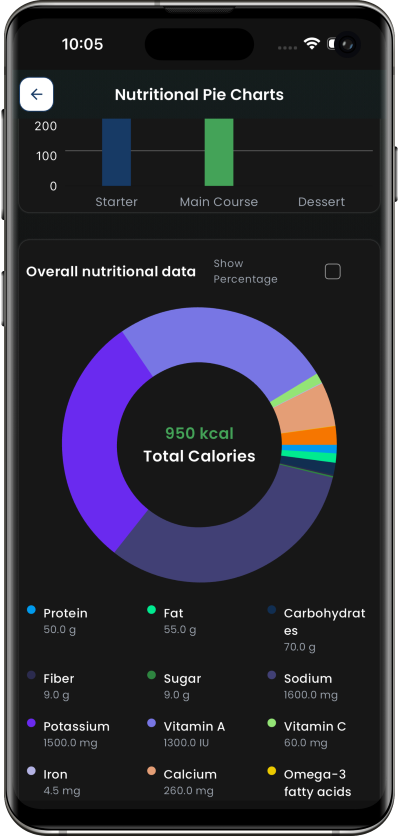 10:05
Nutritional Pie Charts
200
100
0
Starter Main Course Dessert
Overall nutritional data
Show
Percentage
950 kcal
Total Calories
Protein
50.0 g
Fat
55.0 g
Carbohydrat
es
70.0 g
Fiber
9.0 g
Sugar
9.0 g
Sodium
1600.0 mg
Potassium
1500.0 mg
Vitamin A
1300.0 IU
Vitamin C
60.0 mg
Iron
4.5 mg
Calcium
260.0 mg
Omega-3
fatty acids